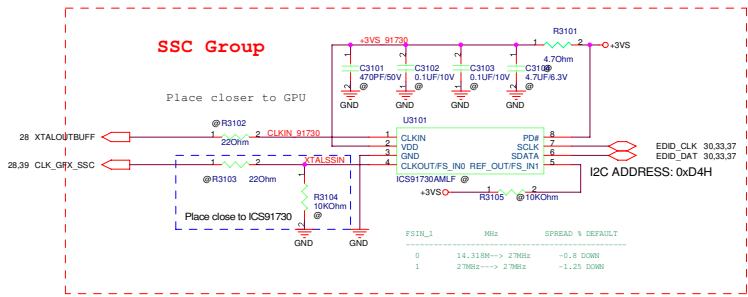 SSC Group
+3VS_91730
R3101
1 2
+3VS
4.7Ohm
@
C3101
470PF/50V
@
C3102
0.1UF/10V
@
C3103
0.1UF/10V
@
4.7UF/6.3V
@
GND GND GND GND
Place closer to GPU
U3101
28 XTALOUTBUFF
@R3102
1 2
22Ohm
CLKIN_91730
28,39 CLK_GFX_SSC
1 2
@R3103 22Ohm
XTALSSIN
R3104
10KOhm
@
Place close to ICS91730
GND
GND
1 CLKIN
2 VDD
3 GND
4 CLKOUT/FS_IN0
PD# 8
SCLK 7
SDATA 6
REF_OUT/FS_IN1 5
ICS91730AMLF @
EDID_CLK 30,33,37
EDID_DAT 30,33,37
I2C ADDRESS: 0xD4H
+3VS
1 2
R3105 @10KOhm
FSIN_1 MHz SPREAD % DEFAULT
0 14.318M--> 27MHz -0.8 DOWN
1 27MHz---> 27MHz -1.25 DOWN